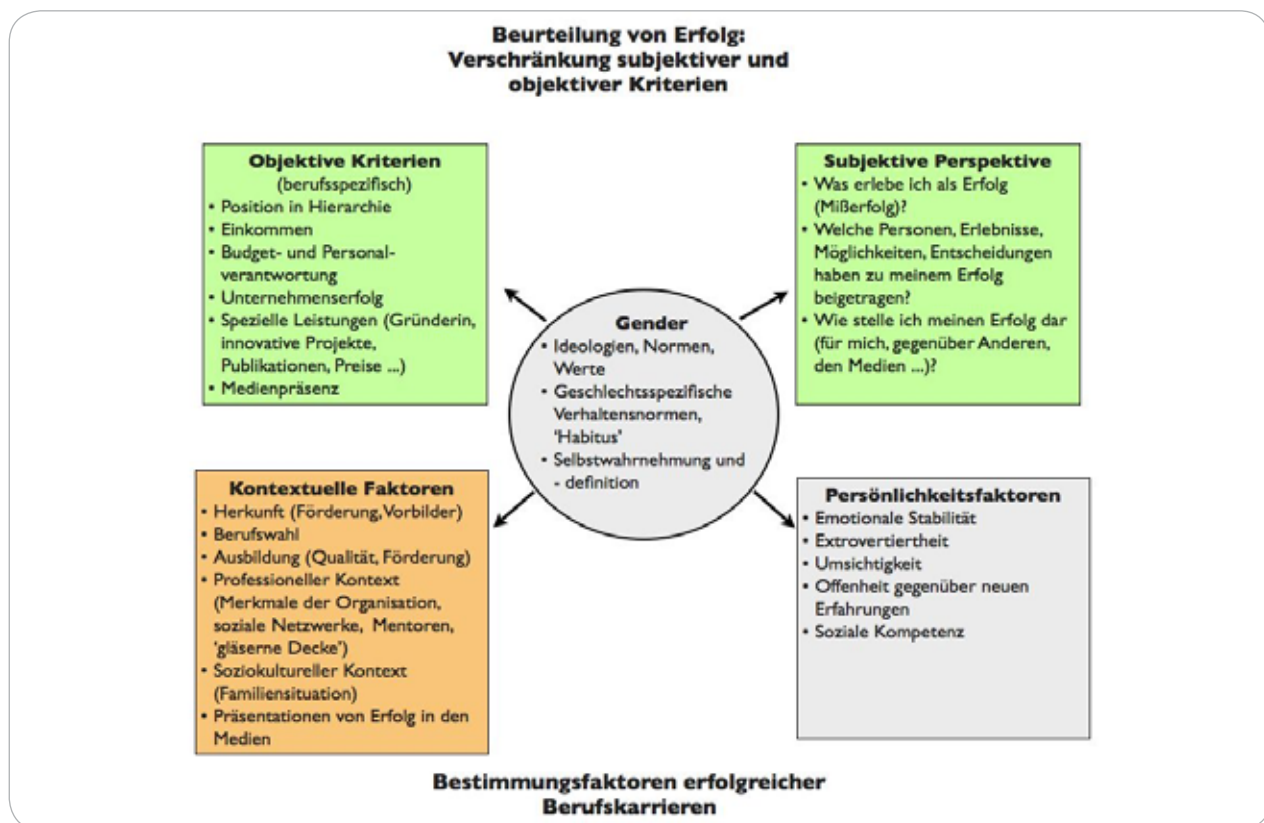 Beurteilung von Erfolg:
Verschränkung subjektiver und
objektiver Kriterien
Objektive Kriterien
(berufsspezifisch)
• Position in Hierarchie
• Einkommen
• Budget- und Personal-
verantwortung
• Unternehmenserfolg
• Spezielle Leistungen (Gründerin,
innovative Projekte,
Publikationen, Preise ...)
• Medienpräsenz
Subjektive Perspektive
• Was erlebe ich als Erfolg
(Mißerfolg)?
• Welche Personen, Erlebnisse,
Möglichkeiten, Entscheidungen
haben zu meinem Erfolg
beigetragen?
• Wie stelle ich meinen Erfolg dar
(für mich, gegenüber Anderen,
den Medien ...)?
Gender
• Ideologien, Normen,
Werte
• Geschlechtsspezifische
Verhaltensnormen,
'Habitus'
• Selbstwahrnehmung und
- definition
Kontextuelle Faktoren
• Herkunft (Förderung, Vorbilder)
• Berufswahl
• Ausbildung (Qualität, Förderung)
• Professioneller Kontext
(Merkmale der Organisation,
soziale Netzwerke, Mentoren,
'gläserne Decke')
• Soziokultureller Kontext
(Familiensituation)
• Präsentationen von Erfolg in den
Medien
Persönlichkeitsfaktoren
• Emotionale Stabilität
• Extrovertiertheit
• Umsichtigkeit
• Offenheit gegenüber neuen
Erfahrungen
• Soziale Kompetenz
Bestimmungsfaktoren erfolgreicher
Berufskarrieren